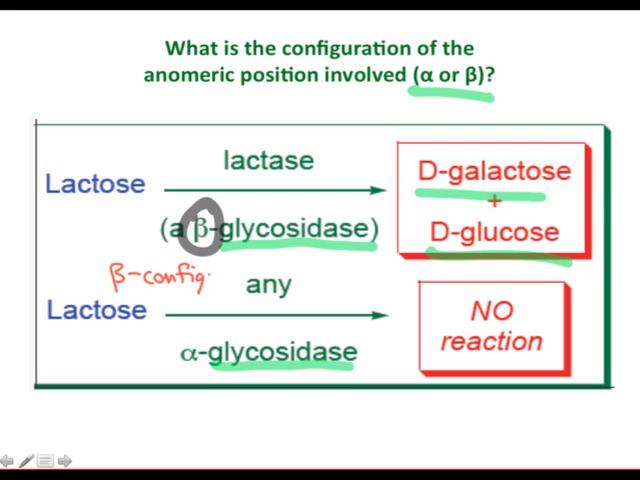 What is the configuration of the
anomeric position involved (α or β)?
lactase
Lactose
(a β-glycosidase)
D-galactose
+
D-glucose
β-config.
any
Lactose
α-glycosidase
NO
reaction